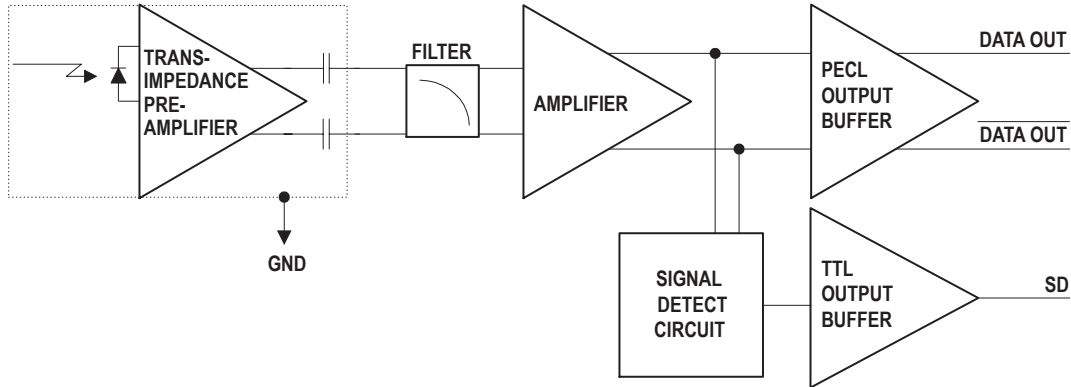 TRANS-
IMPEDANCE
PRE-
AMPLIFIER
GND
FILTER
AMPLIFIER
PECL
OUTPUT
BUFFER
DATA OUT
DATA OUT
SIGNAL
DETECT
CIRCUIT
TTL
OUTPUT
BUFFER
SD